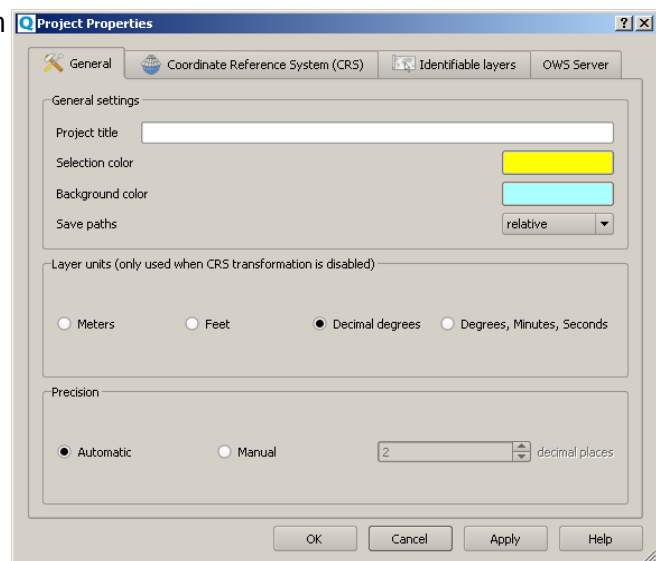 n
Project Properties
General Coordinate Reference System (CRS) Identifiable layers OWS Server
General settings
Project title
Selection color
Background color
Save paths relative
Layer units (only used when CRS transformation is disabled)
Meters Feet Decimal degrees Degrees, Minutes, Seconds
Precision
Automatic Manual 2 decimal places
OK Cancel Apply Help